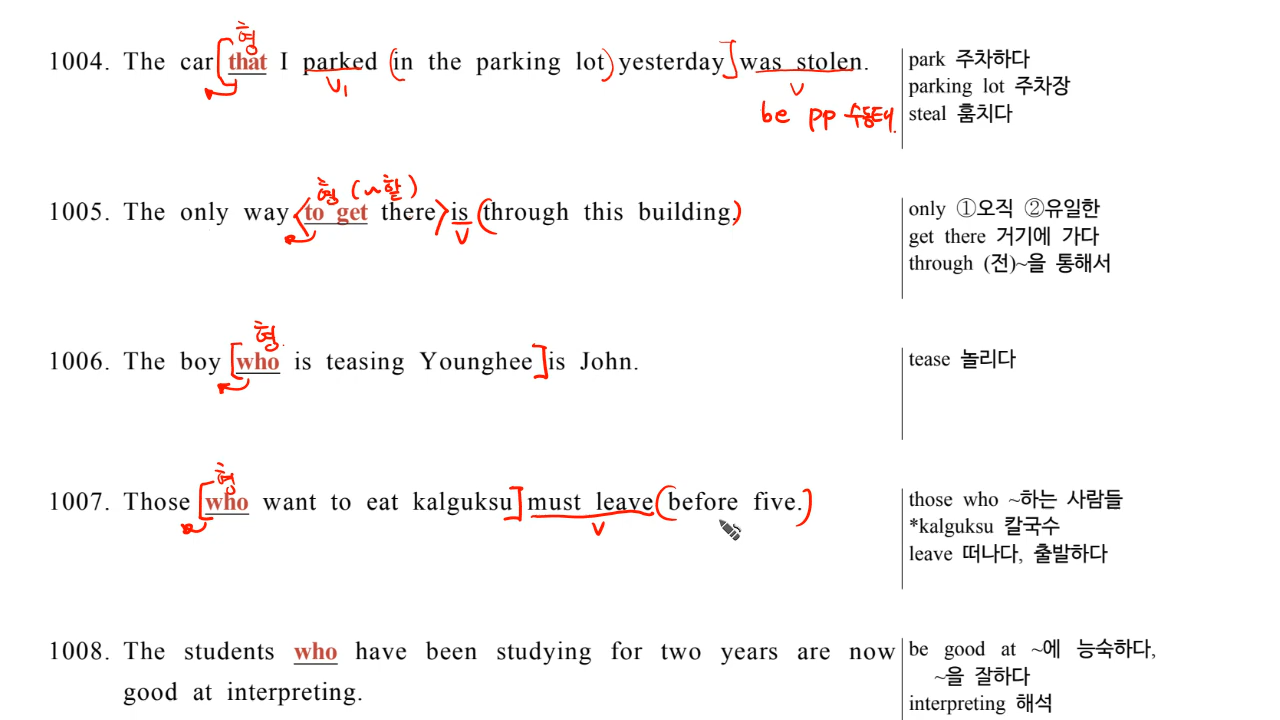 형
1004. The car that I parked in the parking lot yesterday was stolen.
V1
V
be pp 수동태.
park 주차하다
parking lot 주차장
steal 훔치다
형 (~할)
1005. The only way to get there is through this building.
V
only ①오직 ②유일한
get there 거기에 가다
through (전)~을 통해서
형
1006. The boy who is teasing Younghee is John.
tease 놀리다
형
1007. Those who want to eat kalguksu must leave before five.
V
those who ~하는 사람들
*kalguksu 칼국수
leave 떠나다, 출발하다
1008. The students who have been studying for two years are now
good at interpreting.
be good at ~에 능숙하다,
~을 잘하다
interpreting 해석